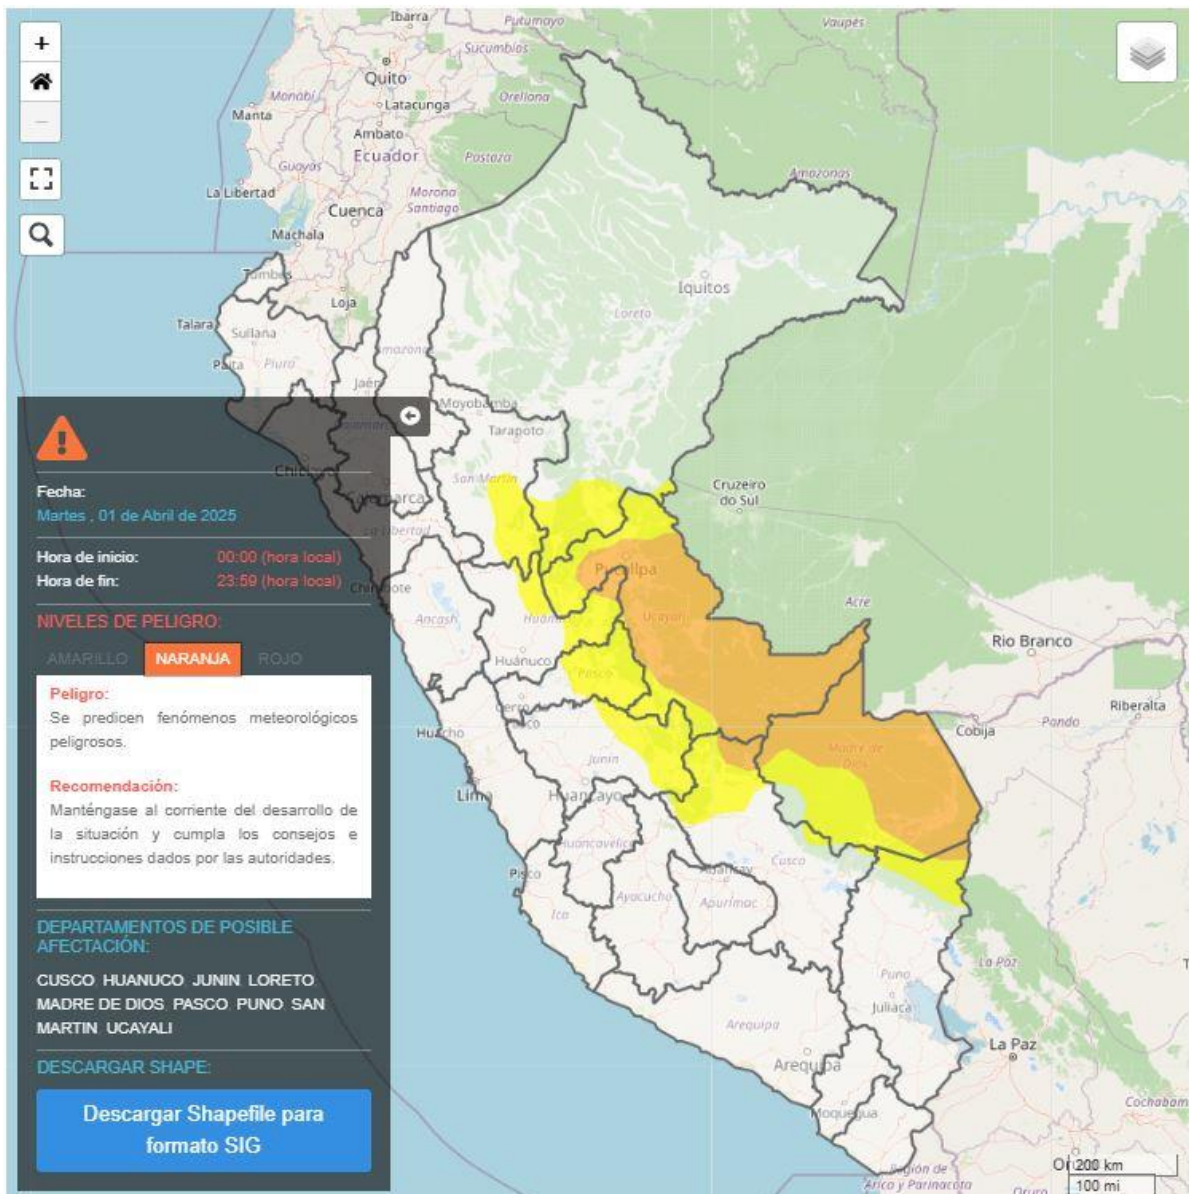 Ibarra
Putumayo
Vaupés
+
Sucumbíos
Quito
Orellana
Manabí
Latacunga
Manta
−
Ambato
Ecuador
Pastaza
Guayas
Amazonas
La Libertad
Morona
Santiago
Cuenca
Machala
Tumbes
Iquitos
Loja
Loreto
Talara
Sullana
Paita
Piura
Amazonas
Jaén
Moyobamba
Tarapoto
San Martín
Cruzeiro
do Sul
Cajamarca
La Libertad
Pucallpa
Acre
Ancash
Ucayali
Rio Branco
Huánuco
Pasco
Riberalta
Pando
Cobija
Huacho
Madre de
Dios
Junín
Lima
Huancayo
Huancavelica
Cusco
Abancay
Pisco
Ayacucho
Apurímac
Ica
La Paz
Puno
Juliaca
Arequipa
La Paz
Arequipa
Moquegua
Cochabam
Región de
Arica y Parinacota
Oruro
200 km
100 mi
Fecha:
Martes , 01 de Abril de 2025
Hora de inicio: 00:00 (hora local)
Hora de fin: 23:59 (hora local)
NIVELES DE PELIGRO:
AMARILLO NARANJA ROJO
Peligro:
Se predicen fenómenos meteorológicos
peligrosos.
Recomendación:
Manténgase al corriente del desarrollo de
la situación y cumpla los consejos e
instrucciones dados por las autoridades.
DEPARTAMENTOS DE POSIBLE
AFECTACIÓN:
CUSCO HUANUCO JUNIN LORETO
MADRE DE DIOS PASCO PUNO SAN
MARTIN UCAYALI
DESCARGAR SHAPE:
Descargar Shapefile para
formato SIG